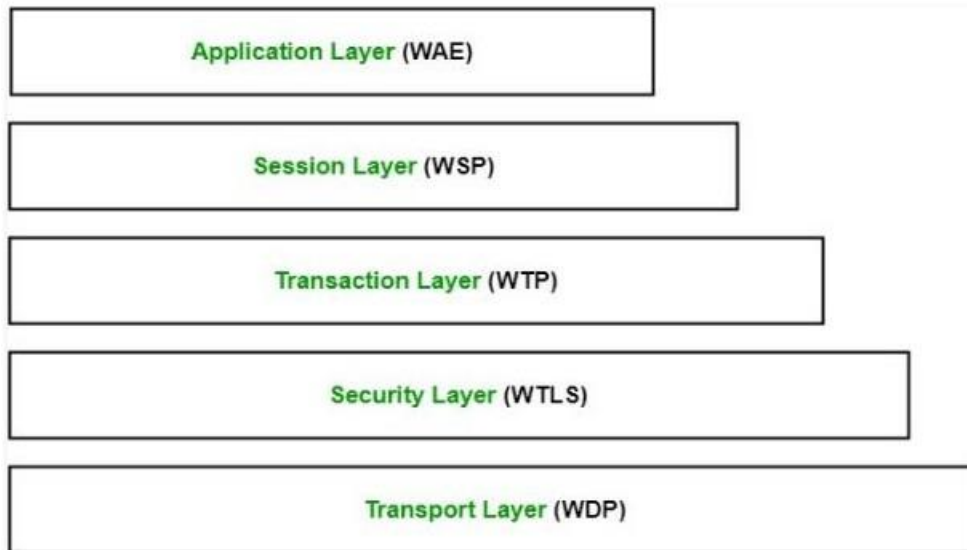 Application Layer (WAE)
Session Layer (WSP)
Transaction Layer (WTP)
Security Layer (WTLS)
Transport Layer (WDP)